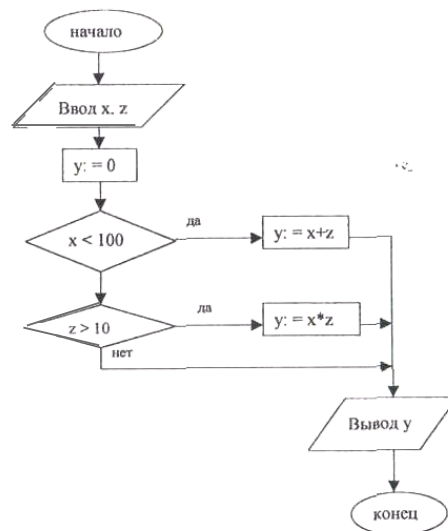 начало
Ввод x. z
y: = 0
x < 100
да
y: = x+z
z > 10
да
y: = x*z
нет
Вывод y
конец